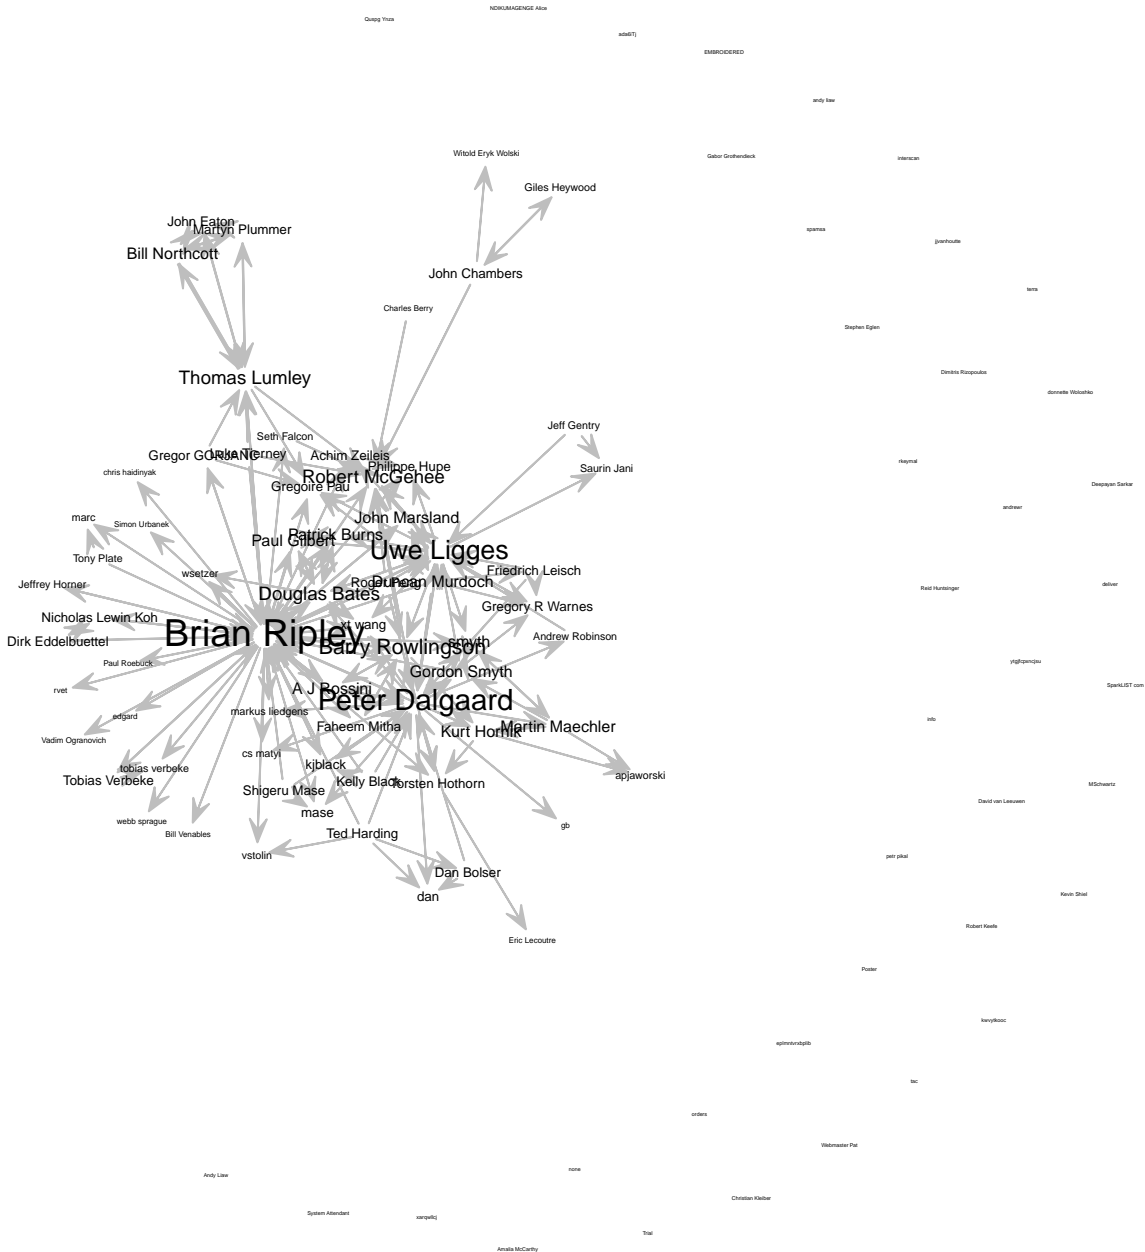 NDIKUMAGENGE Alice
Quspg Ynza
EMBROIDERED
andy liaw
Witold Eryk Wolski
Gabor Grothendieck
interscan
Giles Heywood
John Eaton
Martyn Plummer
spamsa
jjvanhoutte
Bill Northcott
John Chambers
terra
Charles Berry
Stephen Eglen
Thomas Lumley
Dimitris Rizopoulos
donnette Woloshko
Jeff Gentry
Seth Falcon
Gregor GORJANC
Luke Tierney
Achim Zeileis
Philippe Hupe
Saurin Jani
rkeymal
chris haidinyak
Robert McGehee
Gregoire Pau
Deepayan Sarkar
andrewr
marc
Simon Urbanek
John Marsland
Patrick Burns
Paul Gilbert
Uwe Ligges
Tony Plate
wsetzer
Friedrich Leisch
Jeffrey Horner
Roger Peng
Duncan Murdoch
Reid Huntsinger
deliver
Douglas Bates
Gregory R Warnes
Nicholas Lewin Koh
xt wang
Dirk Eddelbuettel
Brian Ripley
Barry Rowlingson
smyth
Andrew Robinson
Paul Roebuck
Gordon Smyth
rvet
A J Rossini
SparkLIST com
Peter Dalgaard
edgard
markus liedgens
info
Faheem Mitha
Kurt Hornik
Martin Maechler
Vadim Ogranovich
cs matyi
tobias verbeke
kjblack
apjaworski
Tobias Verbeke
Kelly Black
Torsten Hothorn
MSchwartz
Shigeru Mase
David van Leeuwen
mase
webb sprague
gb
Bill Venables
Ted Harding
vstolin
petr pikal
Dan Bolser
dan
Kevin Shiel
Robert Keefe
Eric Lecoutre
Poster
kwvytkooc
tac
orders
Webmaster Pat
none
Andy Liaw
Christian Kleiber
System Attendant
Trial
Amalia McCarthy